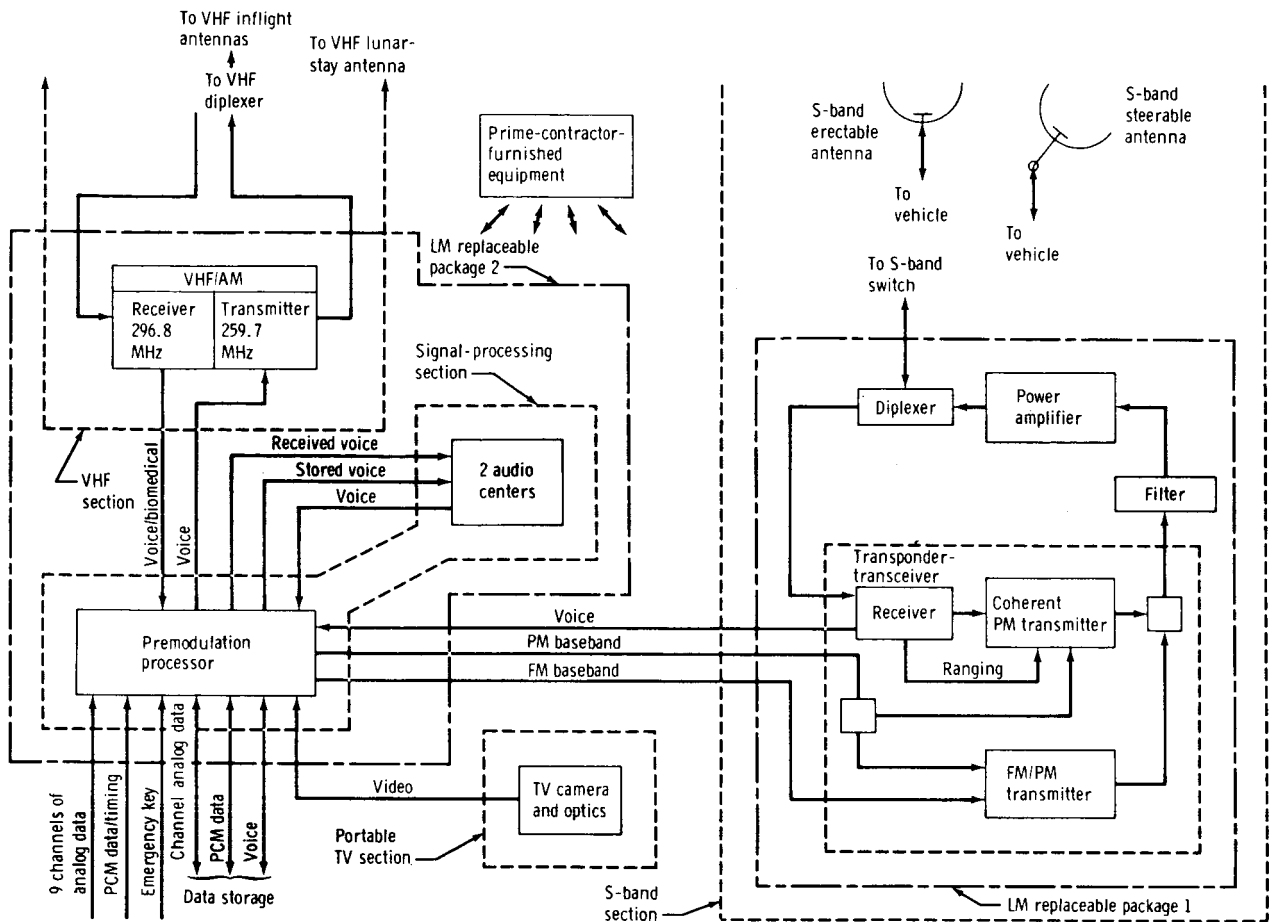 To VHF inflight
antennas
To VHF
diplexer
To VHF lunar-
stay antenna
Prime-contractor-
furnished
equipment
S-band
erectable
antenna
S-band
steerable
antenna
To
vehicle
To
vehicle
LM replaceable
package 2
To S-band
switch
VHF/AM
Receiver
296.8
MHz
Transmitter
259.7
MHz
Signal-processing
section
Diplexer
Power
amplifier
VHF
section
Voice/biomedical
Voice
Received voice
Stored voice
Voice
2 audio
centers
Filter
Transponder-
transceiver
Receiver
Coherent
PM transmitter
Ranging
Premodulation
processor
Voice
PM baseband
FM baseband
FM/PM
transmitter
9 channels of
analog data
PCM data/timing
Emergency key
Channel analog data
PCM data
Voice
Data storage
Video
TV camera
and optics
Portable
TV section
S-band
section
LM replaceable package 1